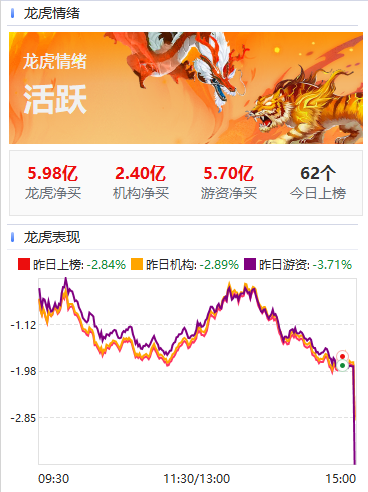 龙虎情绪
龙虎情绪
活跃
5.98亿 2.40亿 5.70亿 62个
龙虎净买 机构净买 游资净买 今日上榜
龙虎表现
昨日上榜: -2.84% 昨日机构: -2.89% 昨日游资: -3.71%
-1.12
-1.98
-2.85
09:30 11:30/13:00 15:00